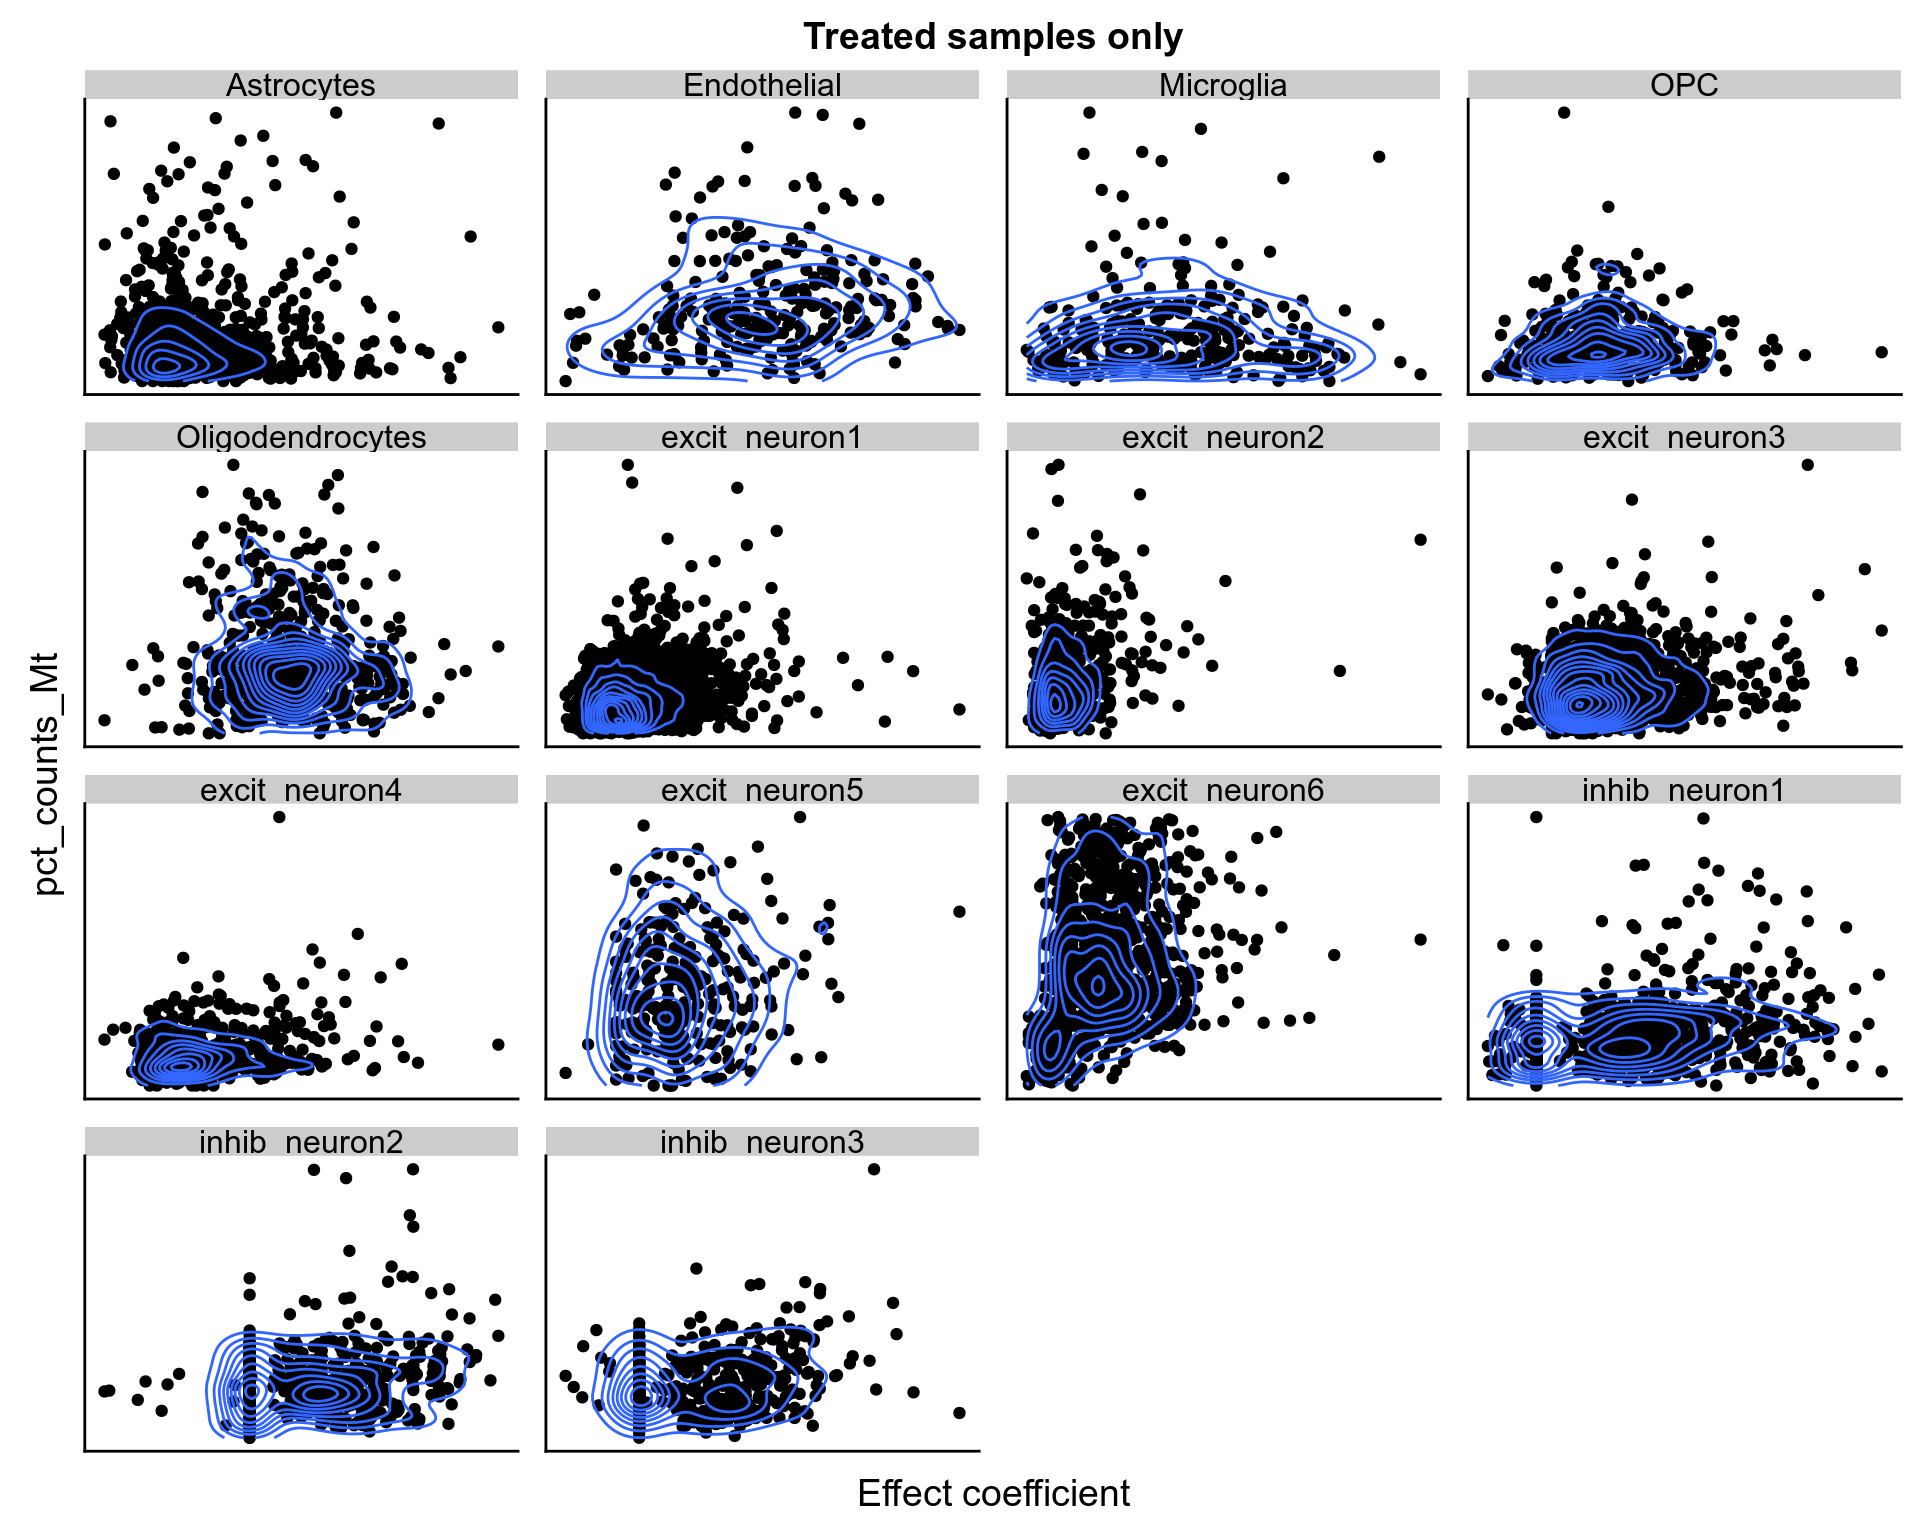 Treated samples only
Astrocytes
Endothelial
Microglia
OPC
Oligodendrocytes
excit_neuron1
excit_neuron2
excit_neuron3
excit_neuron4
excit_neuron5
excit_neuron6
inhib_neuron1
inhib_neuron2
inhib_neuron3
pct_counts_Mt
Effect coefficient